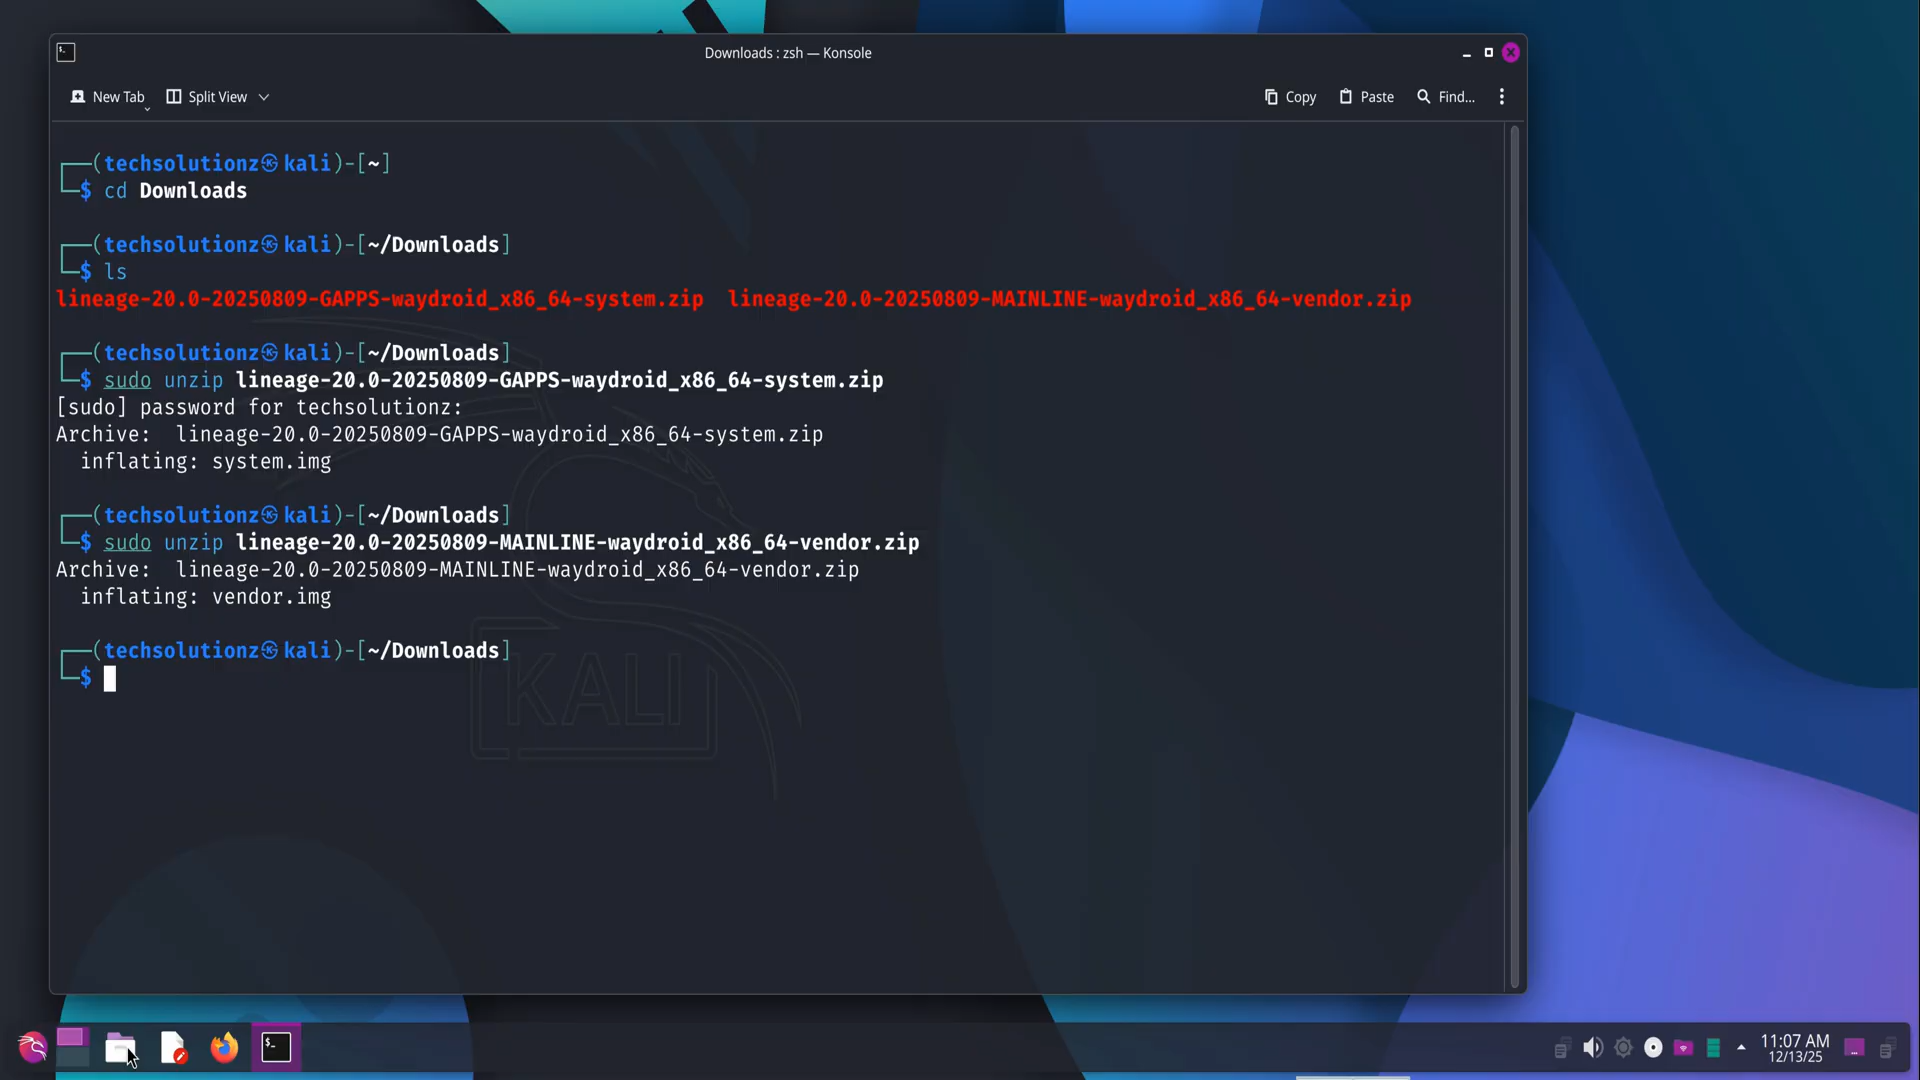 Downloads : zsh — Konsole
New Tab Split View Copy Paste Find...
┌──(techsolutionz㉿kali)-[~]
└─$ cd Downloads
┌──(techsolutionz㉿kali)-[~/Downloads]
└─$ ls
lineage-20.0-20250809-GAPPS-waydroid_x86_64-system.zip lineage-20.0-20250809-MAINLINE-waydroid_x86_64-vendor.zip
┌──(techsolutionz㉿kali)-[~/Downloads]
└─$ sudo unzip lineage-20.0-20250809-GAPPS-waydroid_x86_64-system.zip
[sudo] password for techsolutionz:
Archive:  lineage-20.0-20250809-GAPPS-waydroid_x86_64-system.zip
  inflating: system.img
┌──(techsolutionz㉿kali)-[~/Downloads]
└─$ sudo unzip lineage-20.0-20250809-MAINLINE-waydroid_x86_64-vendor.zip
Archive:  lineage-20.0-20250809-MAINLINE-waydroid_x86_64-vendor.zip
  inflating: vendor.img
┌──(techsolutionz㉿kali)-[~/Downloads]
└─$
KALI
11:07 AM
12/13/25